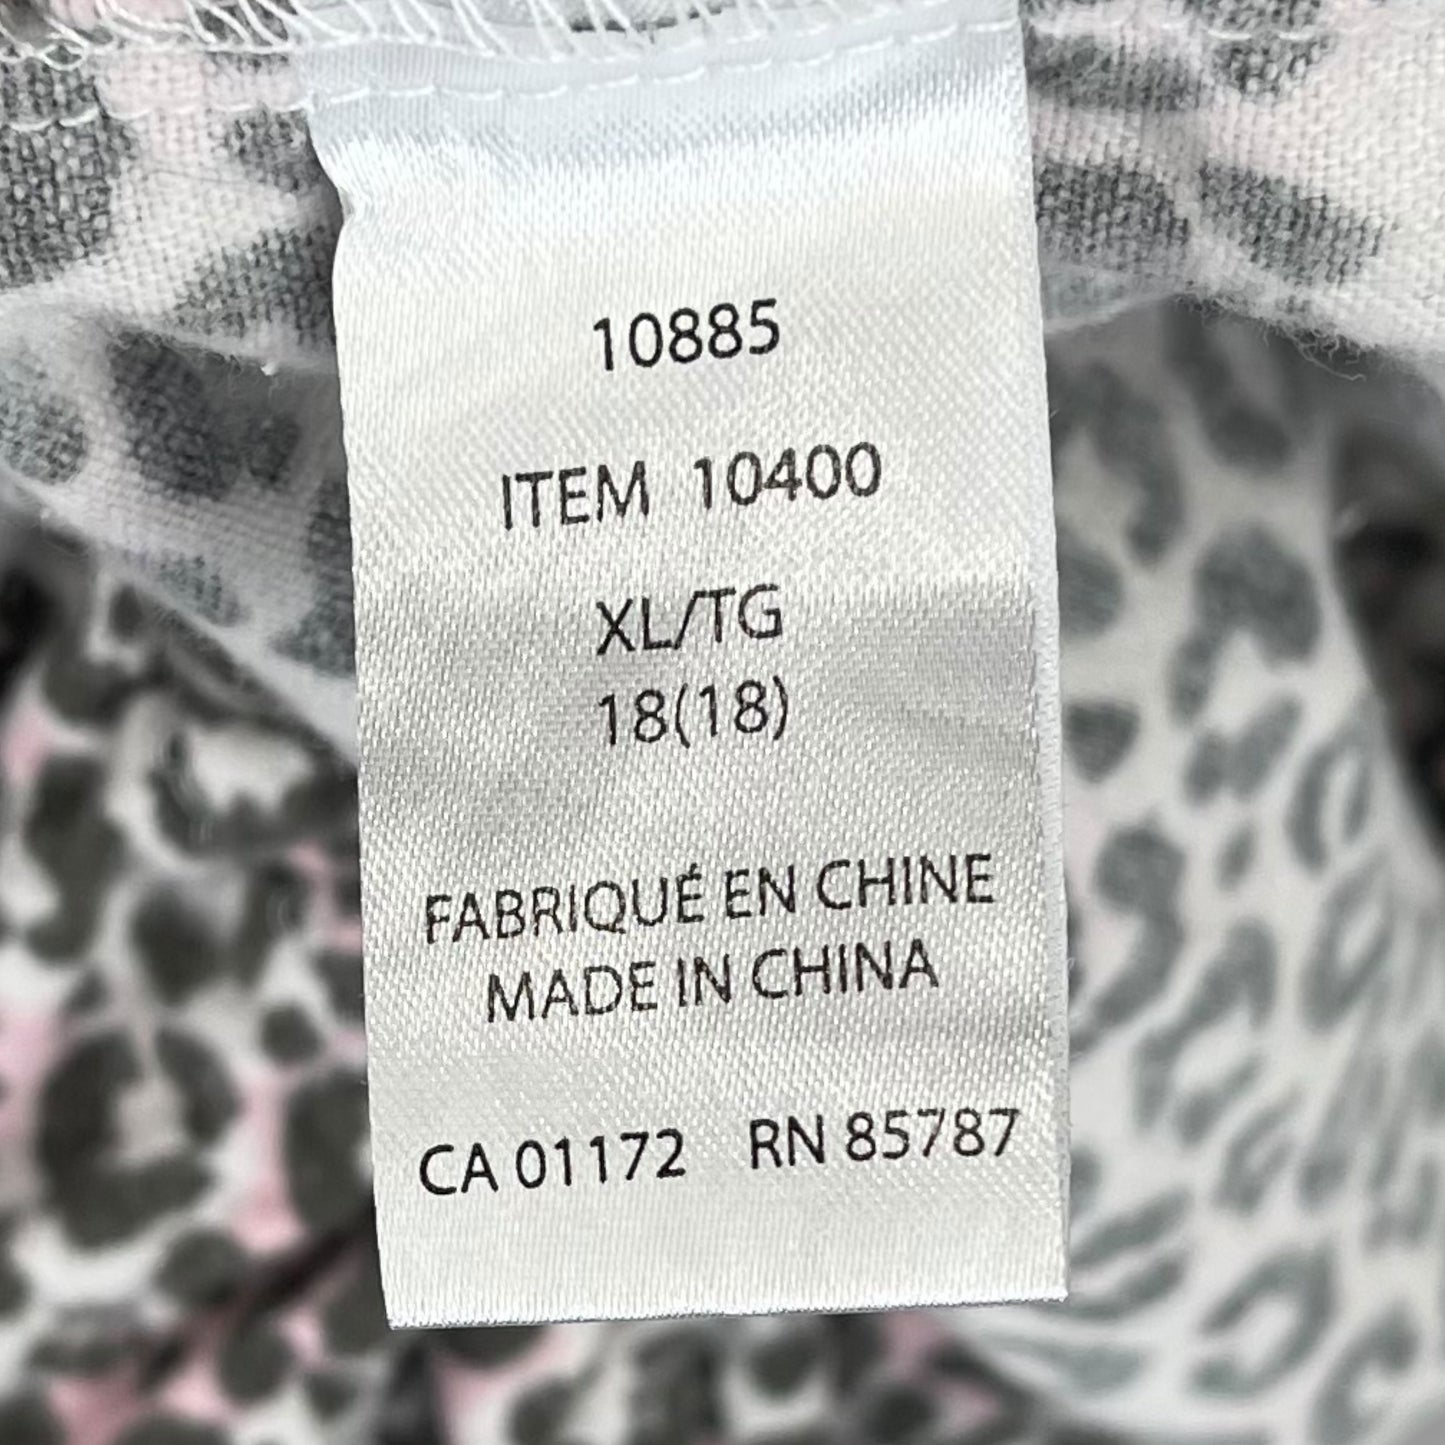 10885
ITEM 10400
XL/TG
18(18)
FABRIQUÉ EN CHINE
MADE IN CHINA
CA 01172 RN 85787